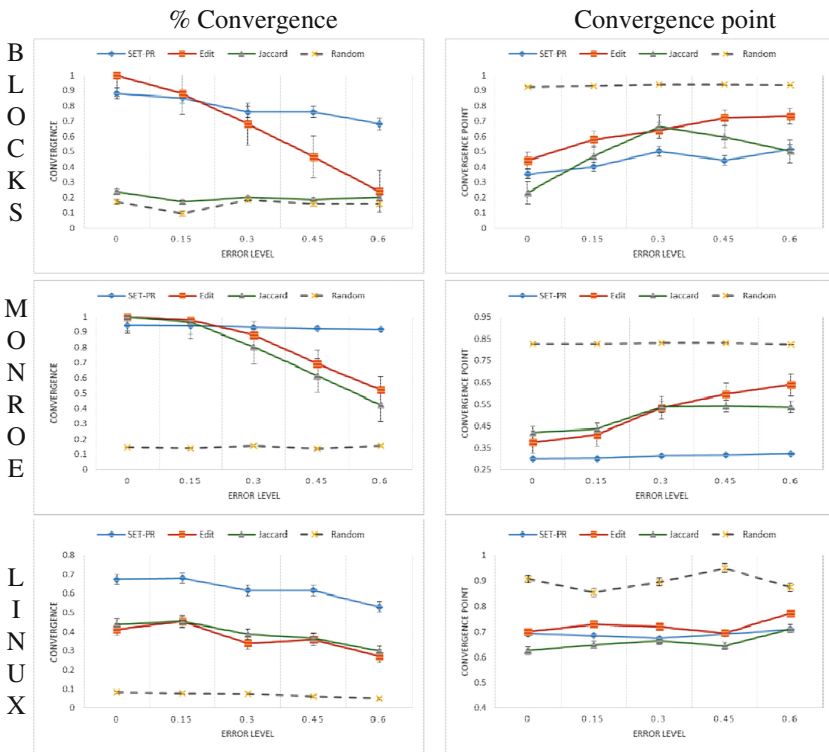 % Convergence
Convergence point
BLOCKS
SET-PR Edit Jaccard Random
CONVERGENCE
1
0.9
0.8
0.7
0.6
0.5
0.4
0.3
0.2
0.1
0
0 0.15 0.3 0.45 0.6
ERROR LEVEL
SET-PR Edit Jaccard Random
CONVERGENCE POINT
1
0.9
0.8
0.7
0.6
0.5
0.4
0.3
0.2
0.1
0
0 0.15 0.3 0.45 0.6
ERROR LEVEL
MONROE
SET-PR Edit Jaccard Random
CONVERGENCE
1
0.9
0.8
0.7
0.6
0.5
0.4
0.3
0.2
0.1
0
0 0.15 0.3 0.45 0.6
ERROR LEVEL
SET-PR Edit Jaccard Random
CONVERGENCE POINT
0.95
0.85
0.75
0.65
0.55
0.45
0.35
0.25
0 0.15 0.3 0.45 0.6
ERROR LEVEL
LINUX
SET-PR Edit Jaccard Random
CONVERGENCE
0.8
0.7
0.6
0.5
0.4
0.3
0.2
0.1
0
0 0.15 0.3 0.45 0.6
ERROR LEVEL
SET-PR Edit Jaccard Random
CONVERGENCE POINT
1
0.9
0.8
0.7
0.6
0.5
0.4
0 0.15 0.3 0.45 0.6
ERROR LEVEL